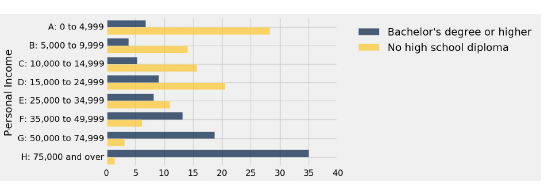 Personal Income
A: 0 to 4,999
B: 5,000 to 9,999
C: 10,000 to 14,999
D: 15,000 to 24,999
E: 25,000 to 34,999
F: 35,000 to 49,999
G: 50,000 to 74,999
H: 75,000 and over
0 5 10 15 20 25 30 35 40
Bachelor's degree or higher
No high school diploma